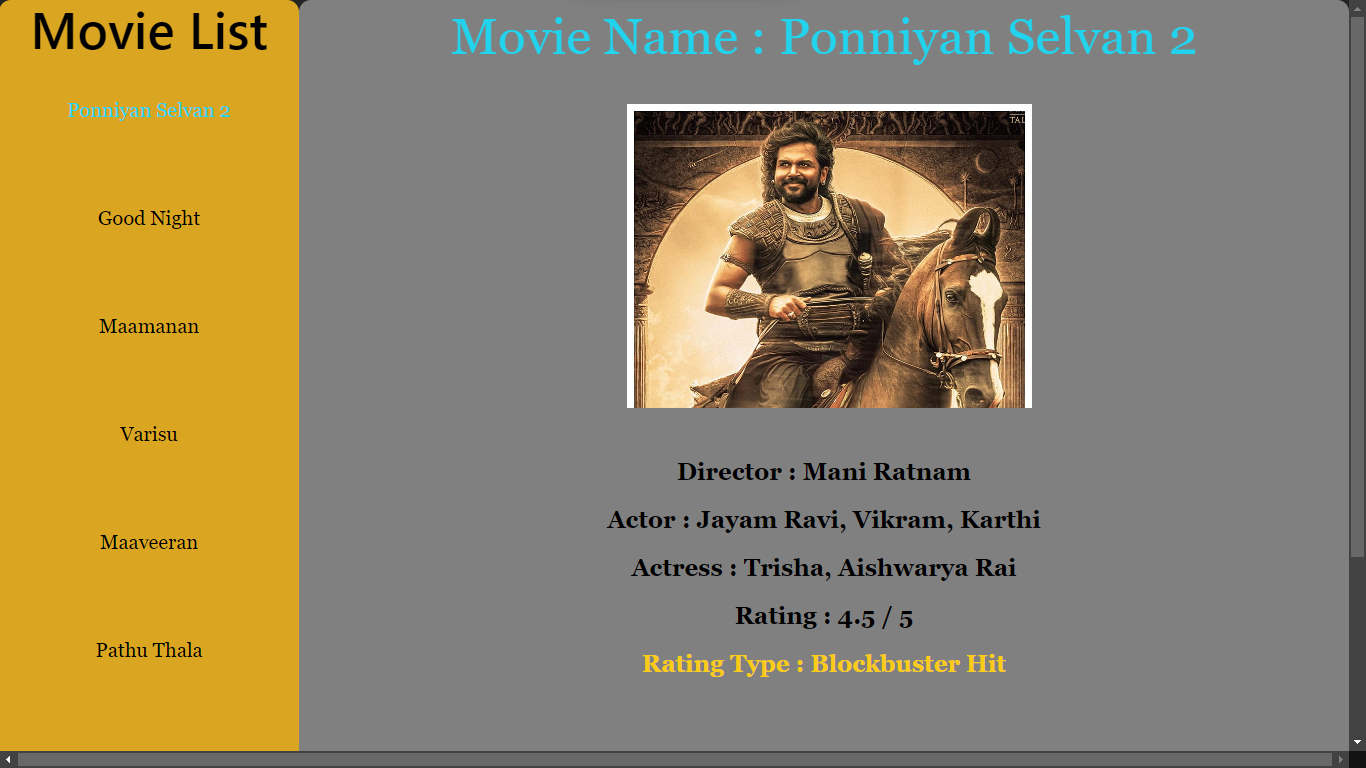 Movie List
Ponniyan Selvan 2
Good Night
Maamanan
Varisu
Maaveeran
Pathu Thala
Movie Name : Ponniyan Selvan 2
TAL
Director : Mani Ratnam
Actor : Jayam Ravi, Vikram, Karthi
Actress : Trisha, Aishwarya Rai
Rating : 4.5 / 5
Rating Type : Blockbuster Hit